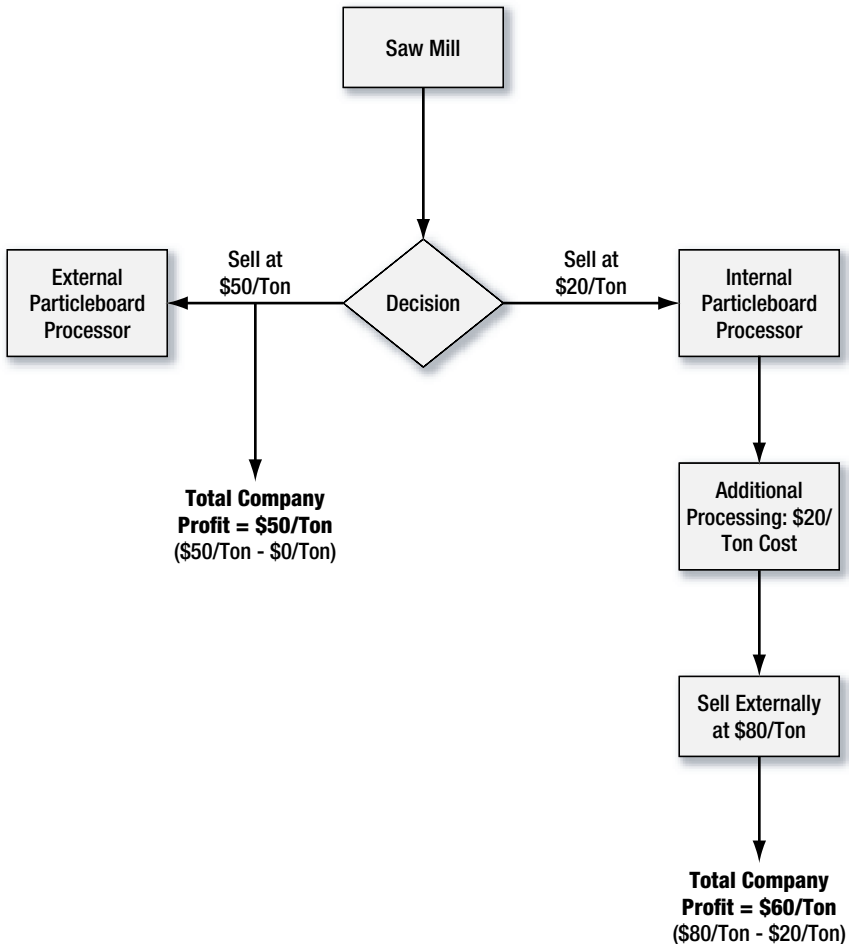 Saw Mill
Sell at
$50/Ton
Sell at
$20/Ton
External
Particleboard
Processor
Decision
Internal
Particleboard
Processor
Total Company
Profit = $50/Ton
($50/Ton - $0/Ton)
Additional
Processing: $20/
Ton Cost
Sell Externally
at $80/Ton
Total Company
Profit = $60/Ton
($80/Ton - $20/Ton)